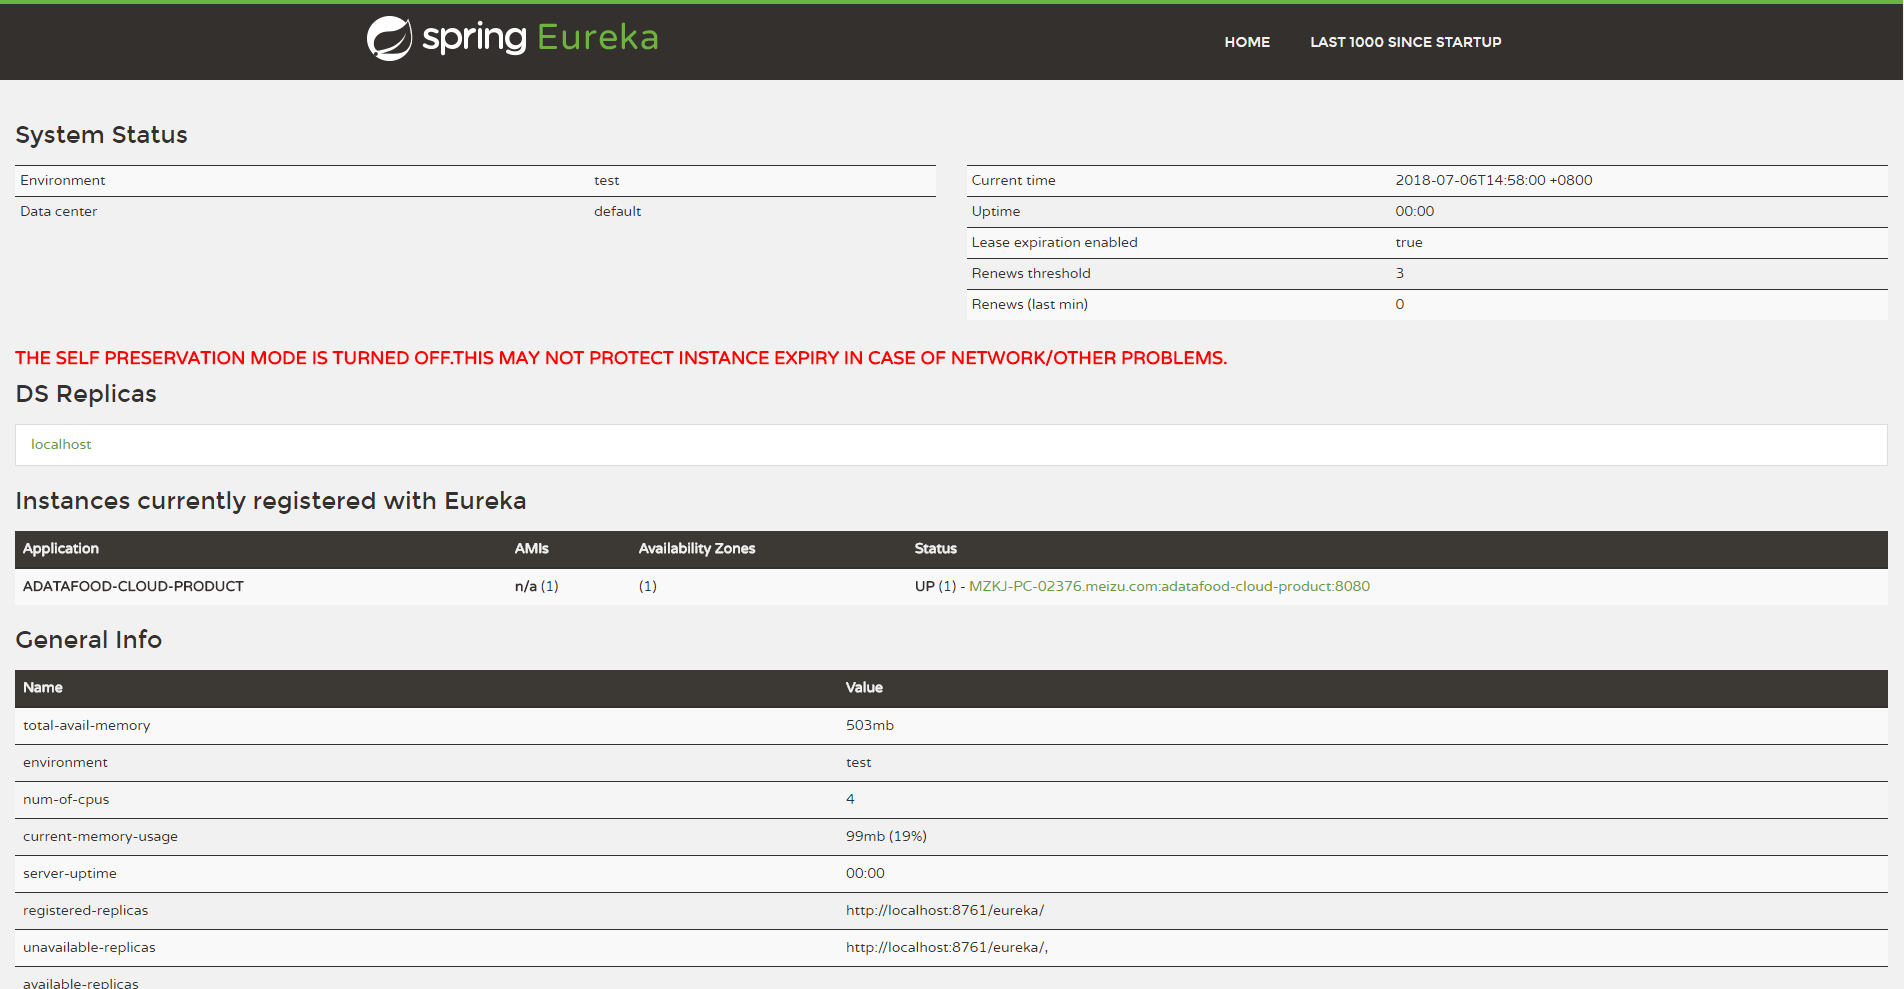 spring Eureka
HOME LAST 1000 SINCE STARTUP
System Status
Environment test
Data center default
Current time 2018-07-06T14:58:00 +0800
Uptime 00:00
Lease expiration enabled true
Renews threshold 3
Renews (last min) 0
THE SELF PRESERVATION MODE IS TURNED OFF.THIS MAY NOT PROTECT INSTANCE EXPIRY IN CASE OF NETWORK/OTHER PROBLEMS.
DS Replicas
localhost
Instances currently registered with Eureka
Application AMIs Availability Zones Status
ADATAFOOD-CLOUD-PRODUCT n/a (1) (1) UP (1) - MZKJ-PC-02376.meizu.com:adatafood-cloud-product:8080
General Info
Name Value
total-avail-memory 503mb
environment test
num-of-cpus 4
current-memory-usage 99mb (19%)
server-uptime 00:00
registered-replicas http://localhost:8761/eureka/
unavailable-replicas http://localhost:8761/eureka/,
available-replicas